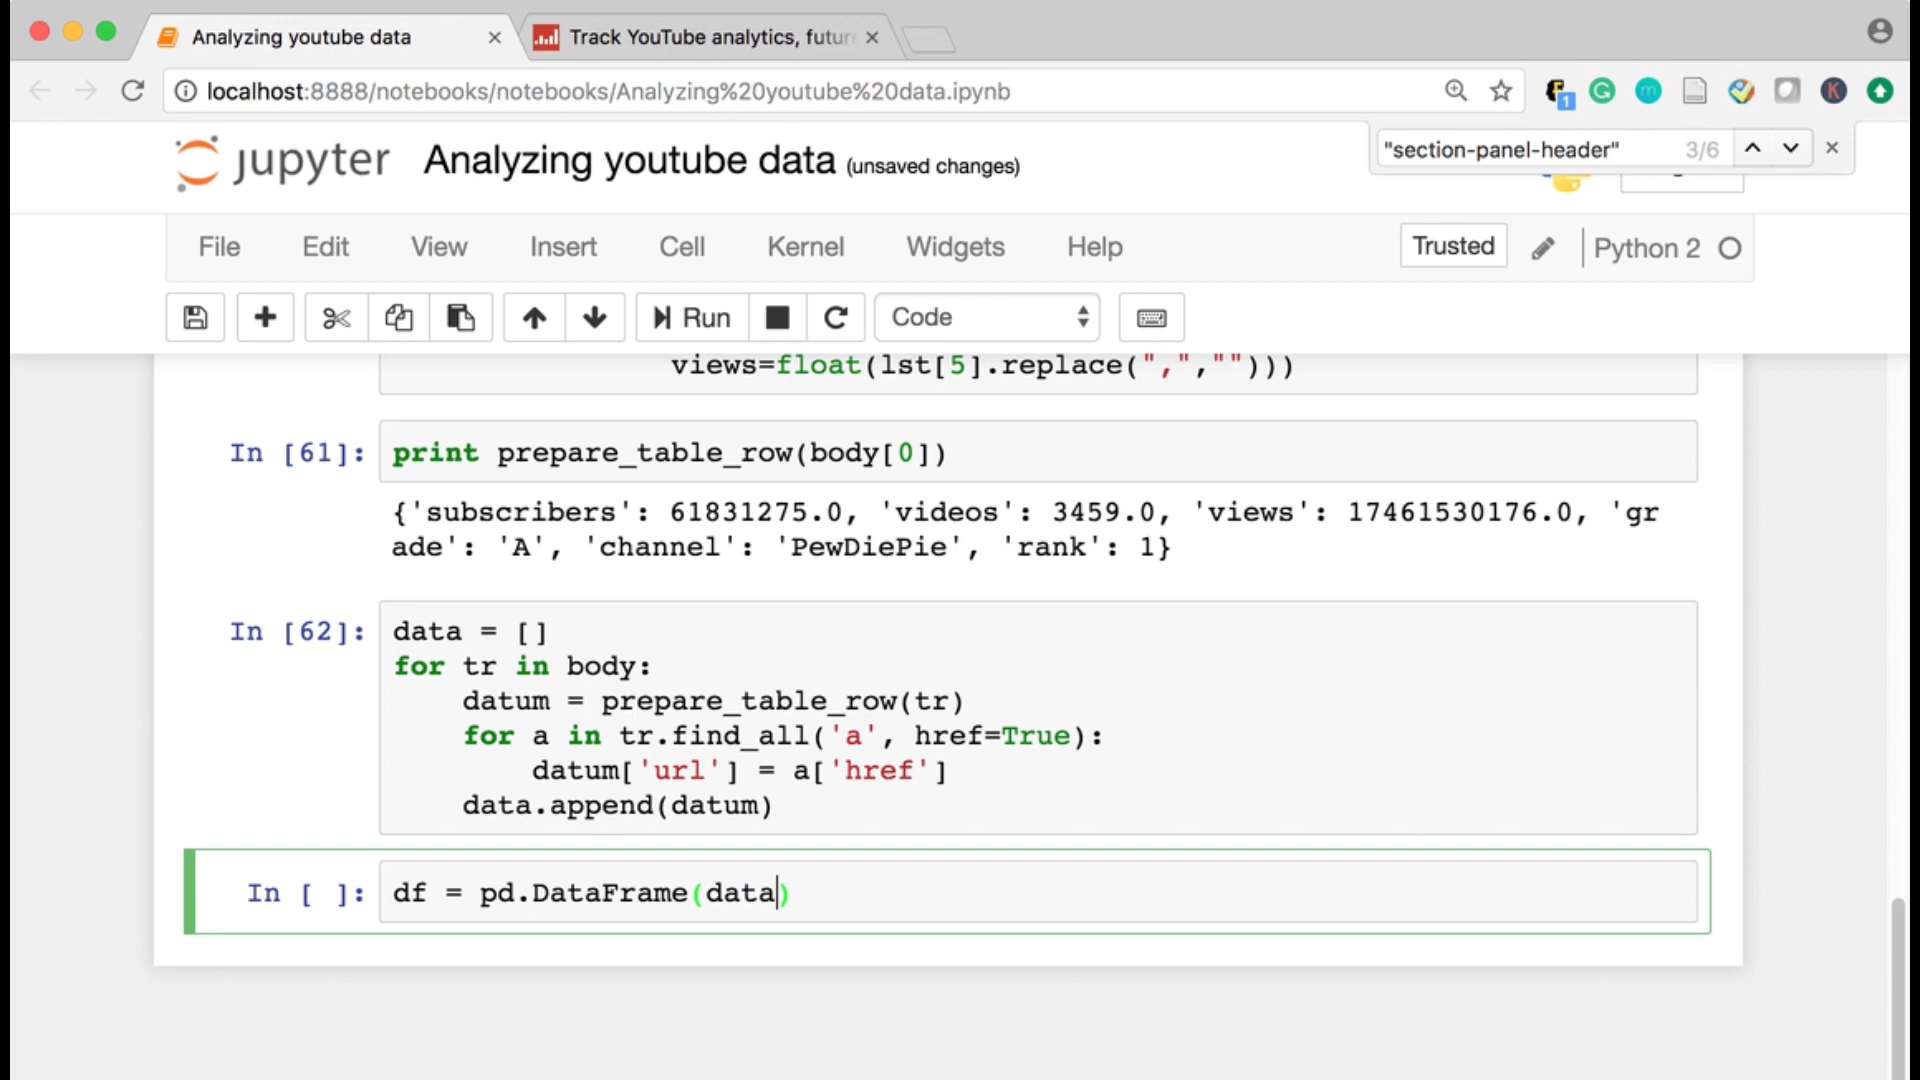 Analyzing youtube data
Track YouTube analytics, futur
localhost:8888/notebooks/notebooks/Analyzing%20youtube%20data.ipynb
1
G
m
K
"section-panel-header" 3/6
jupyter Analyzing youtube data (unsaved changes)
File Edit View Insert Cell Kernel Widgets Help Trusted Python 2
Run Code
views=float(lst[5].replace(",","")))
In [61]: print prepare_table_row(body[0])
{'subscribers': 61831275.0, 'videos': 3459.0, 'views': 17461530176.0, 'gr
ade': 'A', 'channel': 'PewDiePie', 'rank': 1}
In [62]: data = []
for tr in body:
datum = prepare_table_row(tr)
for a in tr.find_all('a', href=True):
datum['url'] = a['href']
data.append(datum)
In [ ]: df = pd.DataFrame(data)